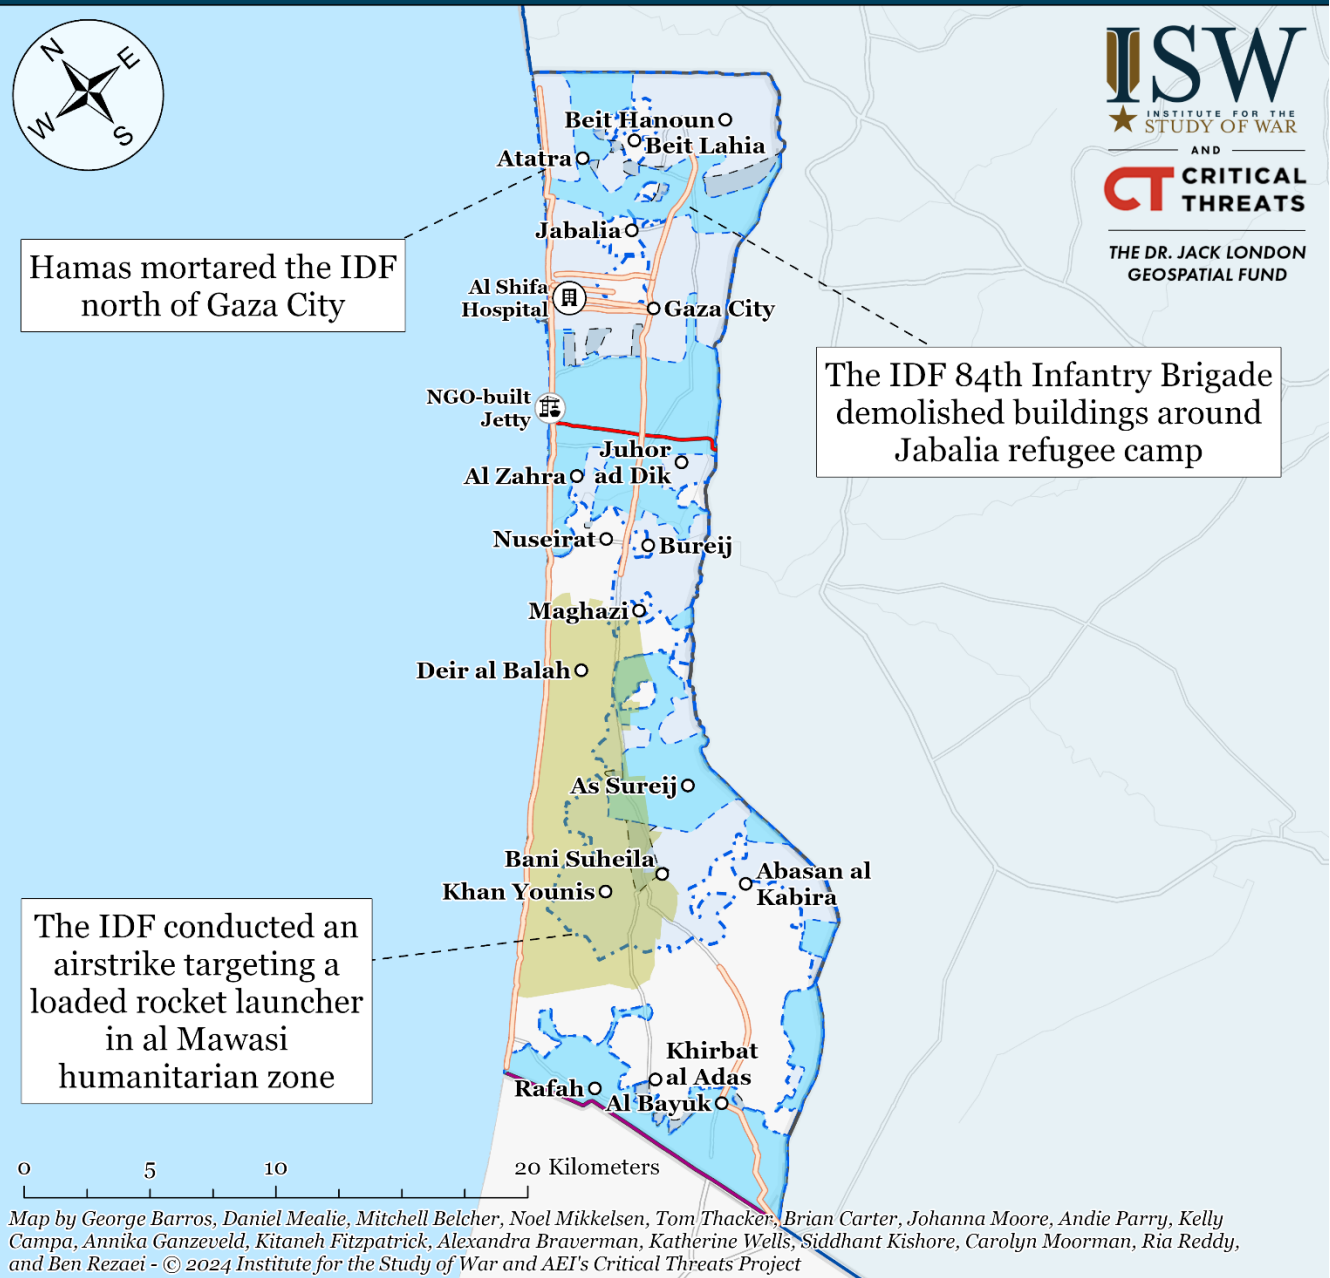 N
E
W
S
ISW
INSTITUTE FOR THE
STUDY OF WAR
AND
CT CRITICAL
THREATS
THE DR. JACK LONDON
GEOSPATIAL FUND
Beit Hanoun
Beit Lahia
Atatra
Jabalia
Hamas mortared the IDF
north of Gaza City
Al Shifa
Hospital
Gaza City
The IDF 84th Infantry Brigade
demolished buildings around
Jabalia refugee camp
NGO-built
Jetty
Juhor
ad Dik
Al Zahra
Nuseirat
Bureij
Maghazi
Deir al Balah
As Sureij
Bani Suheila
Abasan al
Kabira
Khan Younis
The IDF conducted an
airstrike targeting a
loaded rocket launcher
in al Mawasi
humanitarian zone
Khirbat
al Adas
Rafah
Al Bayuk
0 5 10 20 Kilometers
Map by George Barros, Daniel Mealie, Mitchell Belcher, Noel Mikkelsen, Tom Thacker, Brian Carter, Johanna Moore, Andie Parry, Kelly
Campa, Annika Ganzeveld, Kitaneh Fitzpatrick, Alexandra Braverman, Katherine Wells, Siddhant Kishore, Carolyn Moorman, Ria Reddy,
and Ben Rezaei - © 2024 Institute for the Study of War and AEI's Critical Threats Project